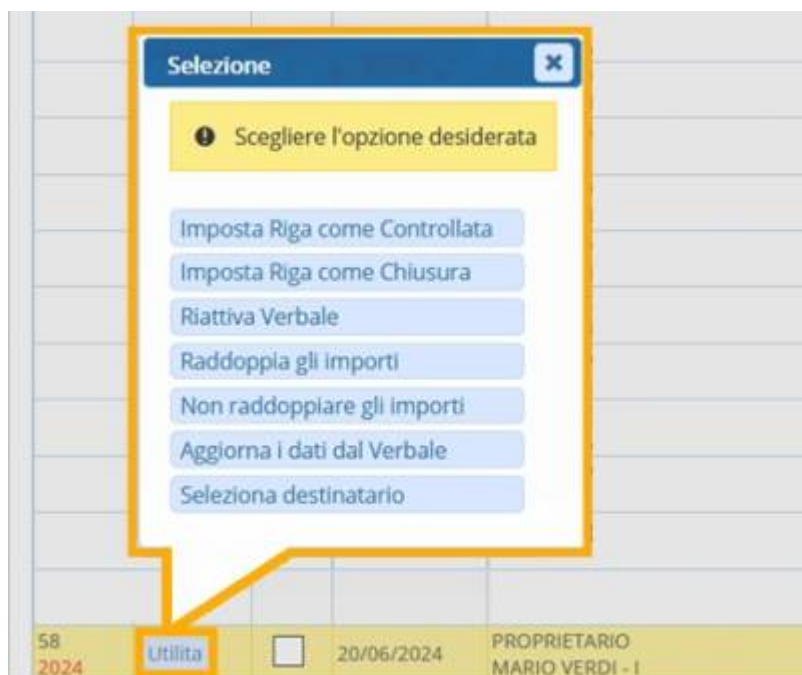 Selezione
Scegliere l'opzione desiderata
Imposta Riga come Controllata
Imposta Riga come Chiusura
Riattiva Verbale
Raddoppia gli importi
Non raddoppiare gli importi
Aggiorna i dati dal Verbale
Seleziona destinatario
58 Utilita 20/06/2024 PROPRIETARIO
2024 MARIO VERDI - I